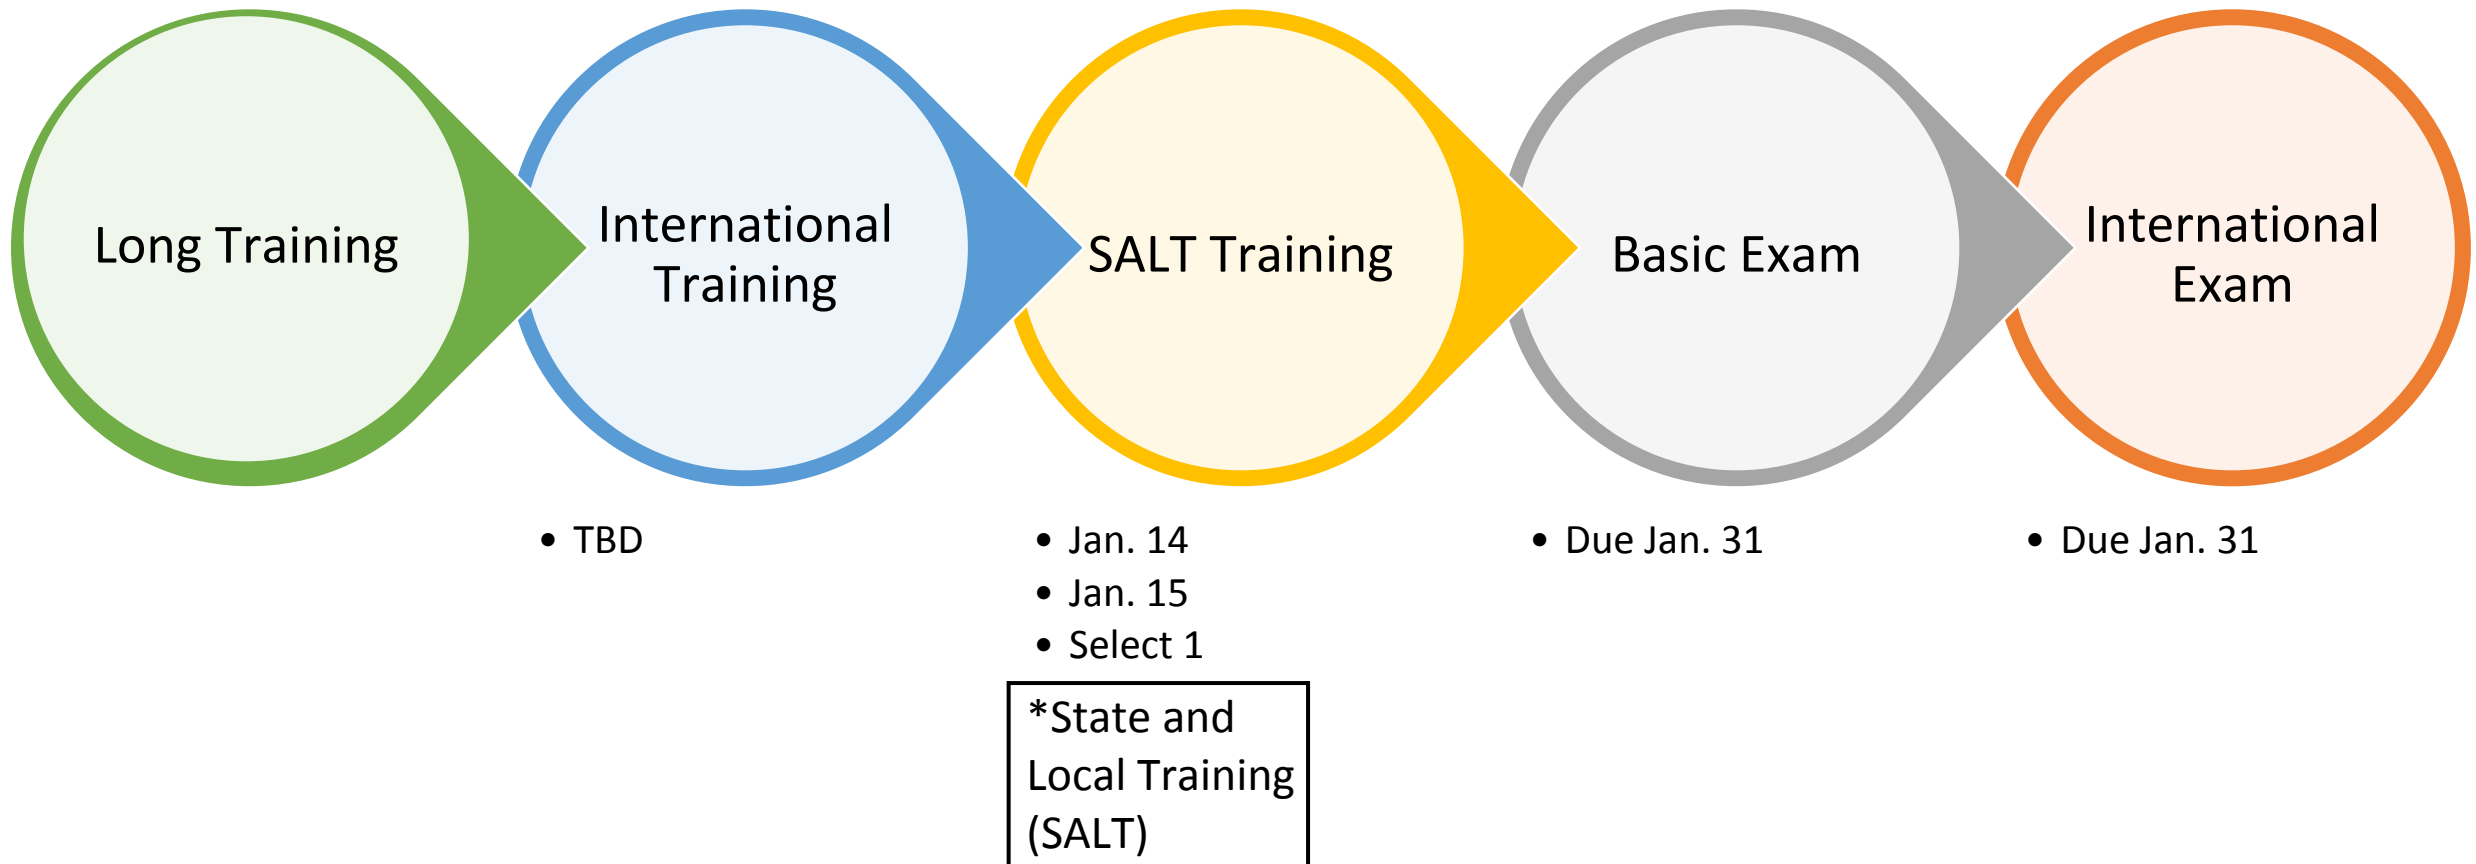 Long Training
International
Training
SALT Training
Basic Exam
International
Exam
• TBD
• Jan. 14
• Jan. 15
• Select 1
*State and
Local Training
(SALT)
• Due Jan. 31
• Due Jan. 31